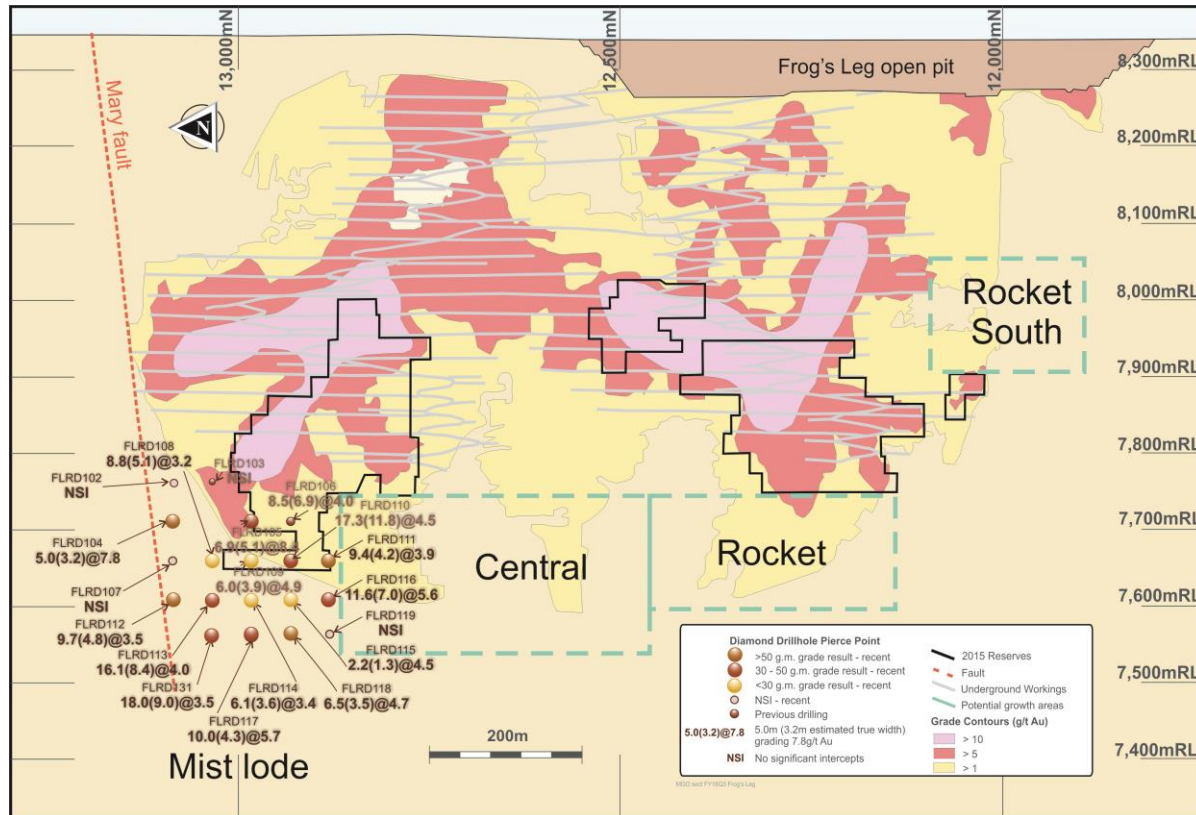 13,000mN
12,500mN
12,000mN
Frog's Leg open pit
8,300mRL
Mary fault
N
8,200mRL
8,100mRL
8,000mRL
Rocket
South
7,900mRL
7,800mRL
FLRD108
8.8(5.1)@3.2
FLRD103
NSI
FLRD102
NSI
FLRD106
8.5(6.9)@4.0
FLRD110
17.3(11.8)@4.5
7,700mRL
FLRD104
5.0(3.2)@7.8
FLRD105
FLRD111
9.4(4.2)@3.9
Central
Rocket
FLRD109
6.0(3.9)@4.9
FLRD116
11.6(7.0)@5.6
7,600mRL
FLRD107
NSI
FLRD119
NSI
FLRD112
9.7(4.8)@3.5
FLRD115
2.2(1.3)@4.5
FLRD113
16.1(8.4)@4.0
7,500mRL
FLRD131
18.0(9.0)@3.5
FLRD114
6.1(3.6)@3.4
FLRD118
6.5(3.5)@4.7
FLRD117
10.0(4.3)@5.7
Mist lode
200m
7,400mRL
Diamond Drillhole Pierce Point
>50 g.m. grade result - recent
30 - 50 g.m. grade result - recent
<30 g.m. grade result - recent
NSI - recent
Previous drilling
5.0(3.2)@7.8 5.0m (3.2m estimated true width)
grading 7.8g/t Au
NSI No significant intercepts
2015 Reserves
Fault
Underground Workings
Potential growth areas
Grade Contours (g/t Au)
> 10
> 5
> 1